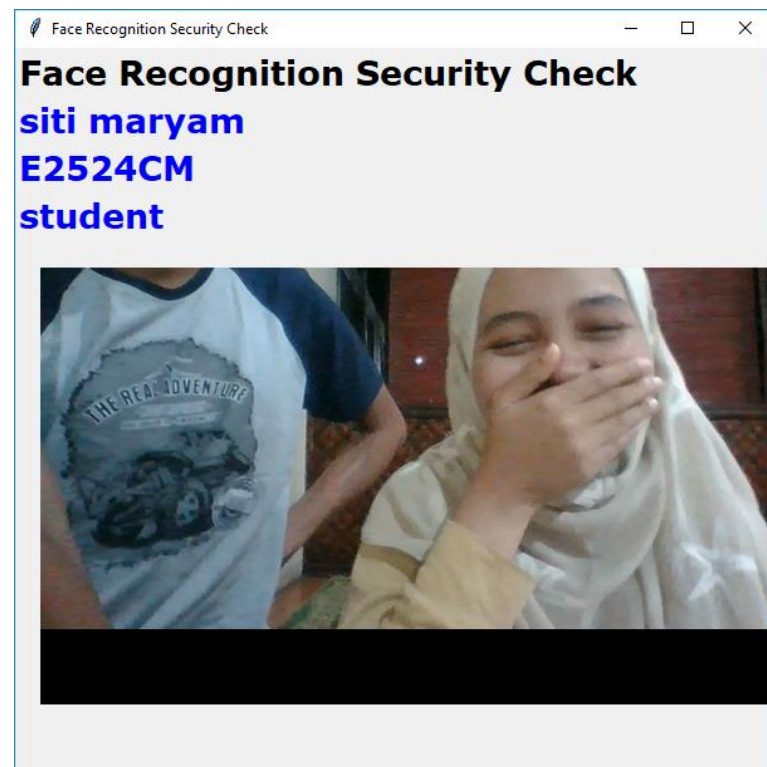 Face Recognition Security Check
Face Recognition Security Check
siti maryam
E2524CM
student
THE REAL ADVENTURE